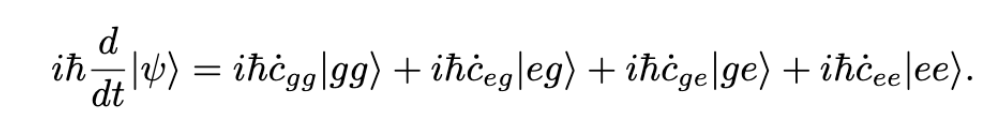 iħ d/dt |ψ⟩ = iħċ_gg|gg⟩ + iħċ_eg|eg⟩ + iħċ_ge|ge⟩ + iħċ_ee|ee⟩.